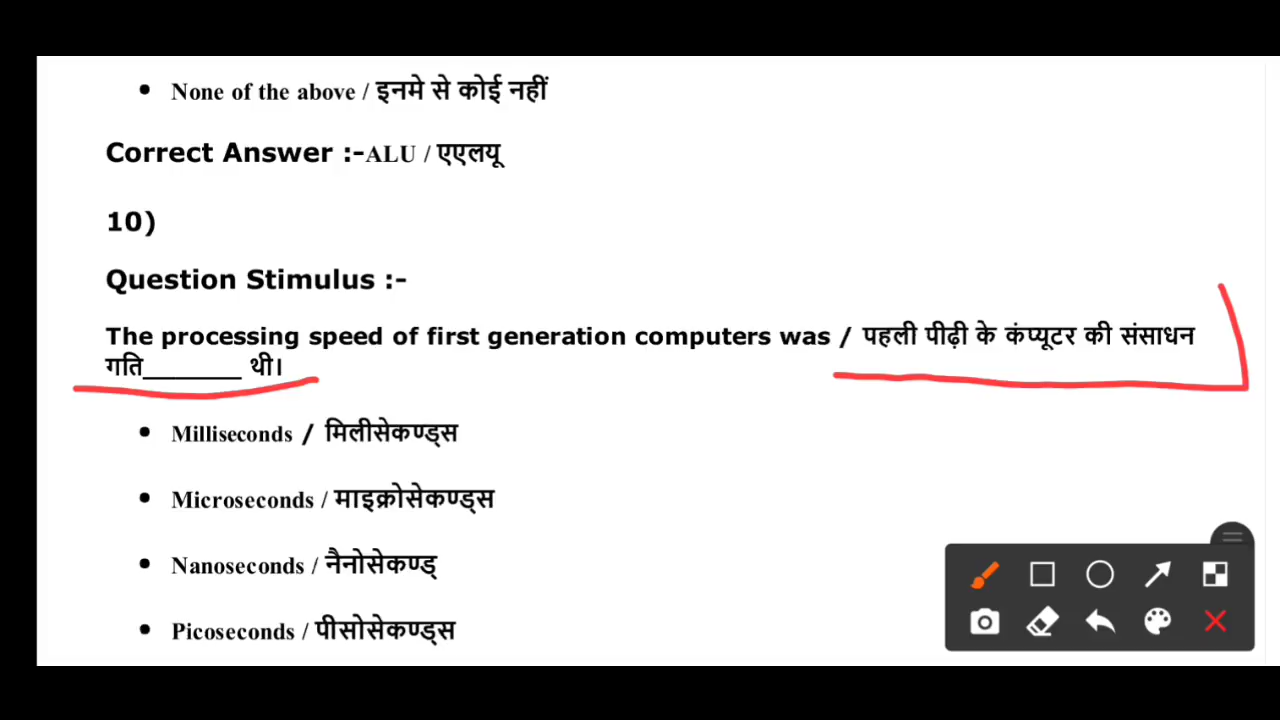 None of the above / इनमे से कोई नहीं
Correct Answer :-ALU / एएलयू
10)
Question Stimulus :-
The processing speed of first generation computers was / पहली पीढ़ी के कंप्यूटर की संसाधन
गति________ थी।
Milliseconds / मिलीसेकण्ड्स
Microseconds / माइक्रोसेकण्ड्स
Nanoseconds / नैनोसेकण्ड्
Picoseconds / पीसोसेकण्ड्स